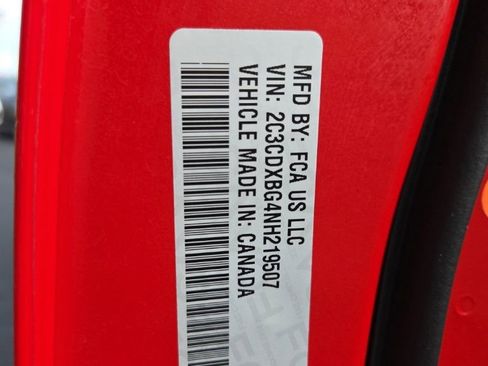 MFD BY: FCA US LLC
VIN: 2C3CDXBG4NH219507
VEHICLE MADE IN: CANADA